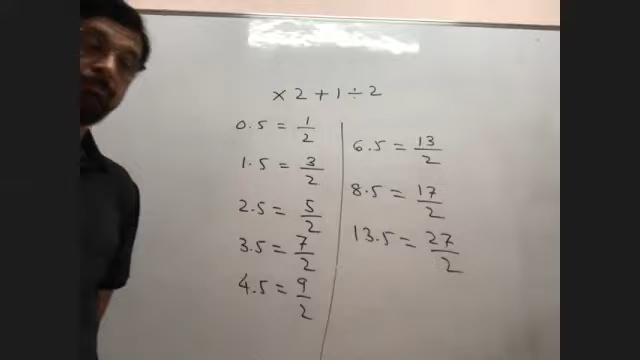 × 2 + 1 ÷ 2
0.5 = 1/2
1.5 = 3/2
2.5 = 5/2
3.5 = 7/2
4.5 = 9/2
6.5 = 13/2
8.5 = 17/2
13.5 = 27/2